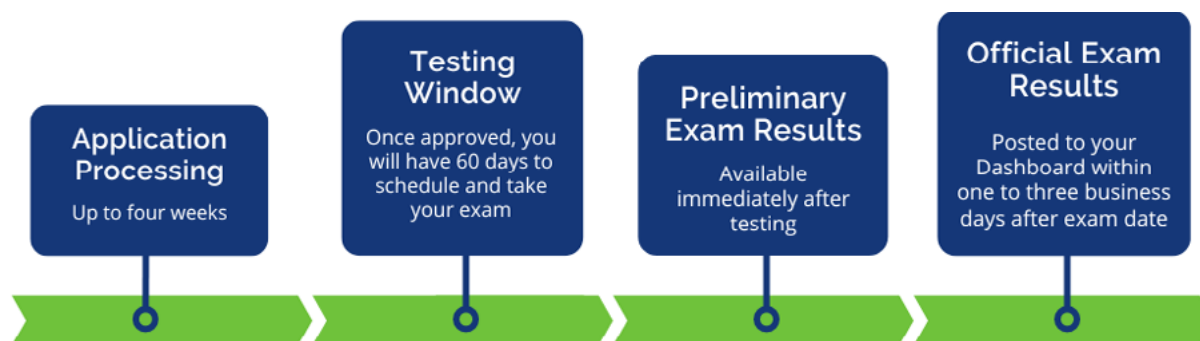 Application
Processing
Up to four weeks
Testing
Window
Once approved, you
will have 60 days to
schedule and take
your exam
Preliminary
Exam Results
Available
immediately after
testing
Official Exam
Results
Posted to your
Dashboard within
one to three business
days after exam date